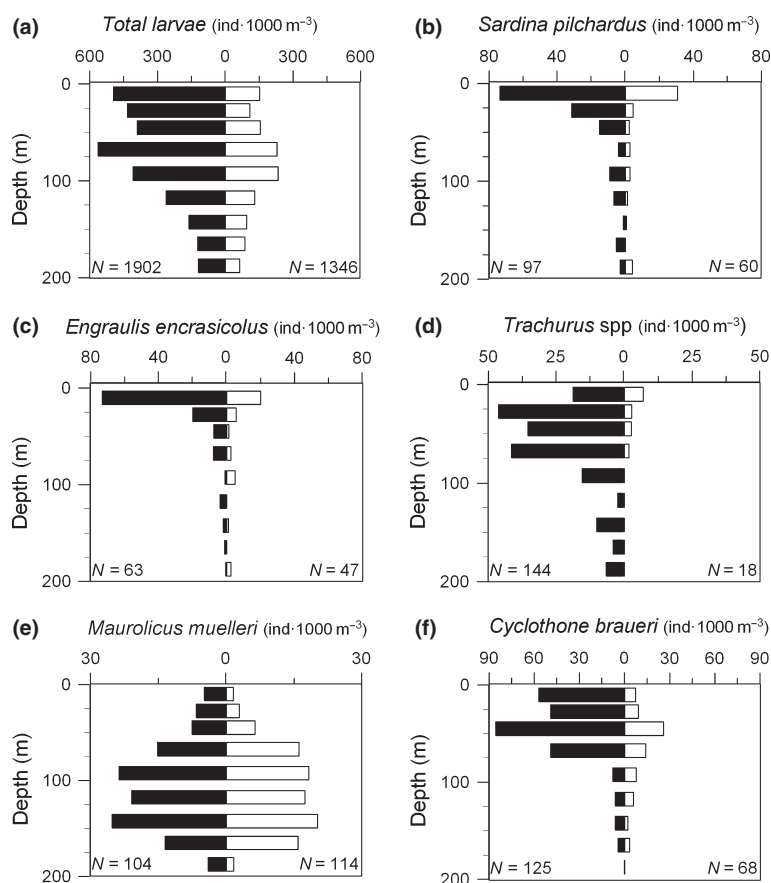 (a) Total larvae (ind·1000 m⁻³)
600 300 0 300 600
Depth (m)
0
100
200
N = 1902 N = 1346
(b) Sardina pilchardus (ind·1000 m⁻³)
80 40 0 40 80
Depth (m)
0
100
200
N = 97 N = 60
(c) Engraulis encrasicolus (ind·1000 m⁻³)
80 40 0 40 80
Depth (m)
0
100
200
N = 63 N = 47
(d) Trachurus spp (ind·1000 m⁻³)
50 25 0 25 50
Depth (m)
0
100
200
N = 144 N = 18
(e) Maurolicus muelleri (ind·1000 m⁻³)
30 0 30
Depth (m)
0
100
200
N = 104 N = 114
(f) Cyclothone braueri (ind·1000 m⁻³)
90 60 30 0 30 60 90
Depth (m)
0
100
200
N = 125 N = 68